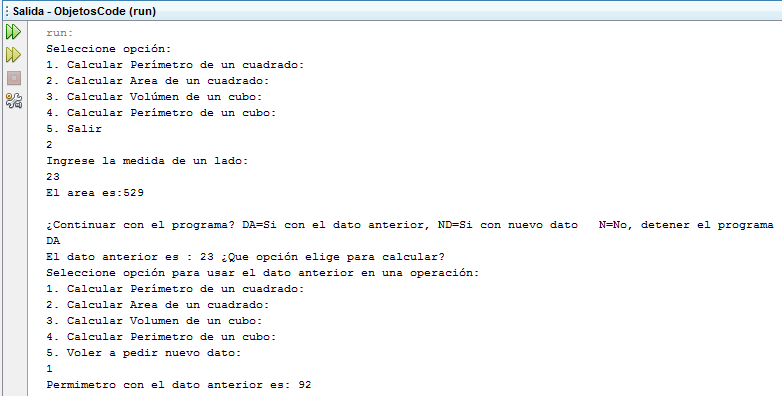 Salida - ObjetosCode (run)
run:
Seleccione opción:
1. Calcular Perímetro de un cuadrado:
2. Calcular Area de un cuadrado:
3. Calcular Volúmen de un cubo:
4. Calcular Perímetro de un cubo:
5. Salir
2
Ingrese la medida de un lado:
23
El area es:529
¿Continuar con el programa? DA=Si con el dato anterior, ND=Si con nuevo dato   N=No, detener el programa
DA
El dato anterior es : 23 ¿Que opción elige para calcular?
Seleccione opción para usar el dato anterior en una operación:
1. Calcular Perímetro de un cuadrado:
2. Calcular Area de un cuadrado:
3. Calcular Volumen de un cubo:
4. Calcular Perimetro de un cubo:
5. Voler a pedir nuevo dato:
1
Permimetro con el dato anterior es: 92